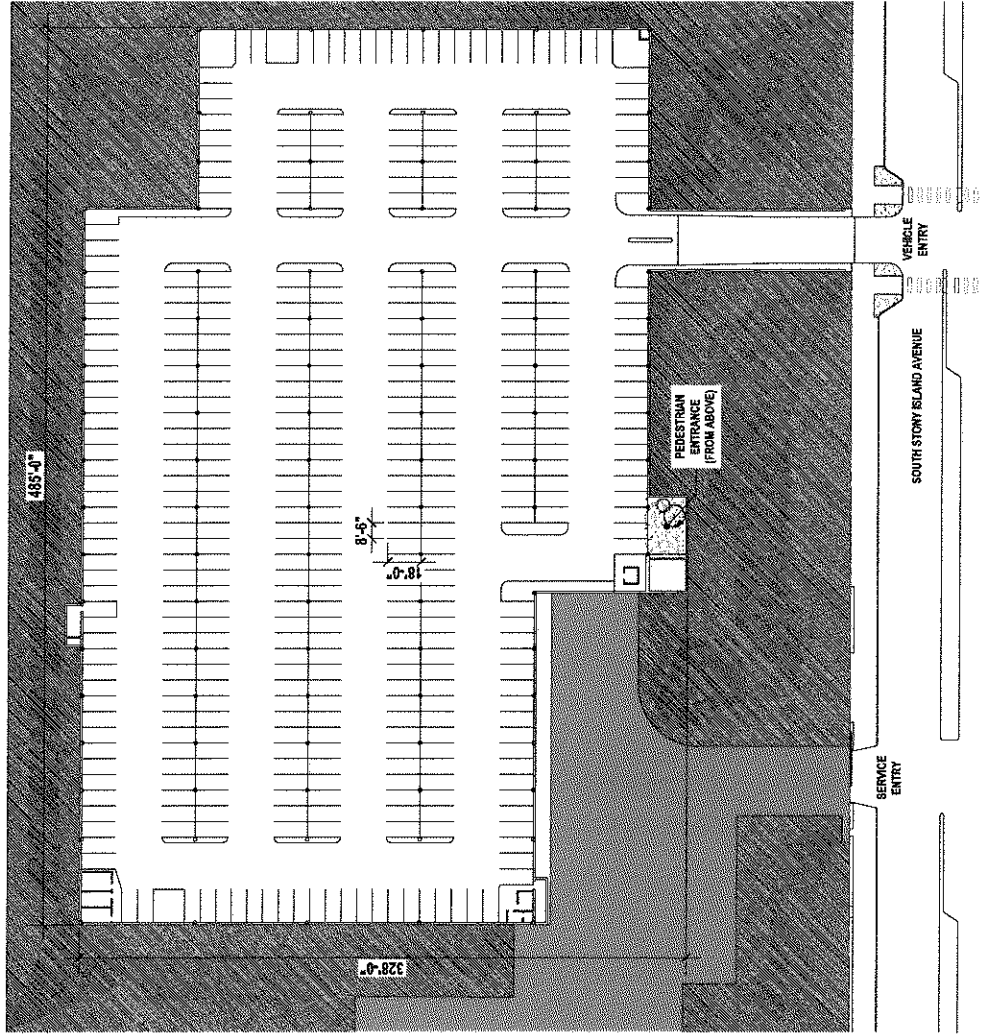 485'-0"
8'-6"
18'-0"
328'-0"
PEDESTRIAN
ENTRANCE
(FROM ABOVE)
VEHICLE
ENTRY
SOUTH STONY ISLAND AVENUE
SERVICE
ENTRY